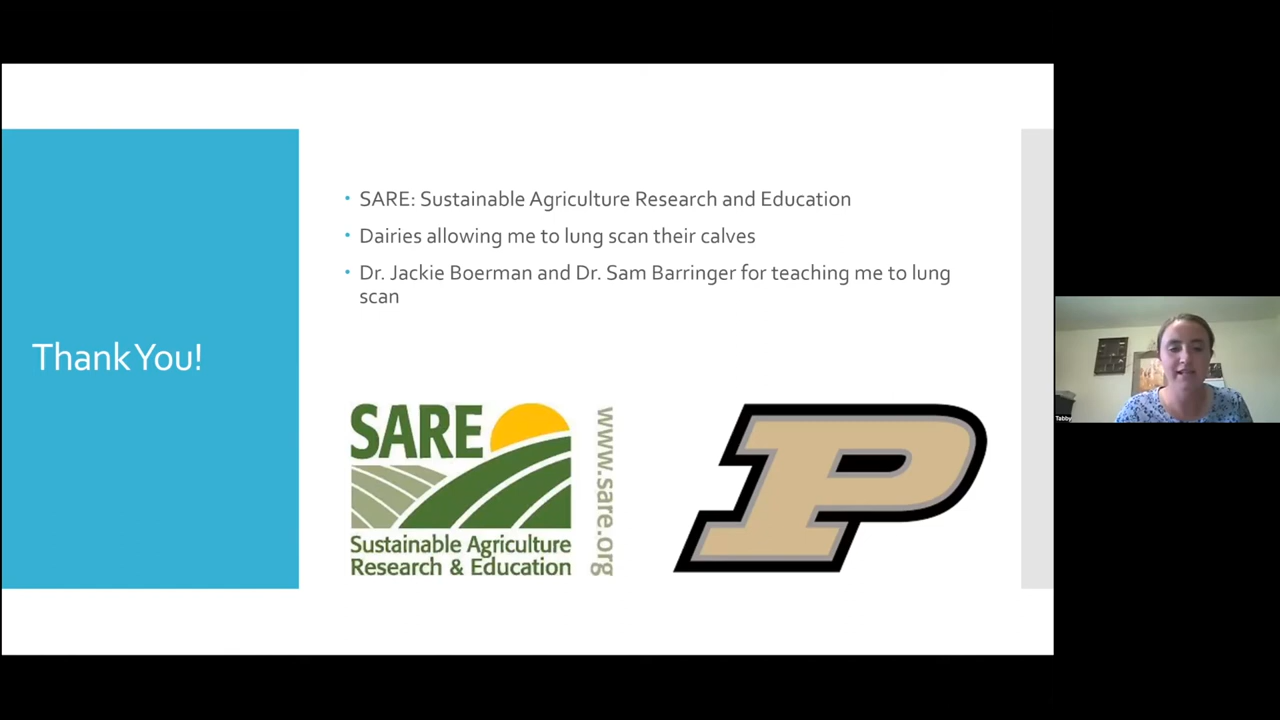 Thank You!
• SARE: Sustainable Agriculture Research and Education
• Dairies allowing me to lung scan their calves
• Dr. Jackie Boerman and Dr. Sam Barringer for teaching me to lung
scan
SARE
Sustainable Agriculture
Research & Education
www.sare.org
P
Tabby